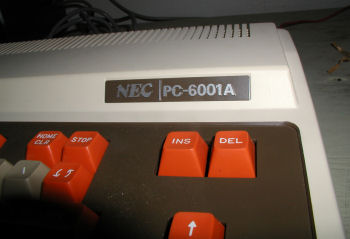 NEC PC-6001A
HOME
CLR
STOP
INS
DEL
↑